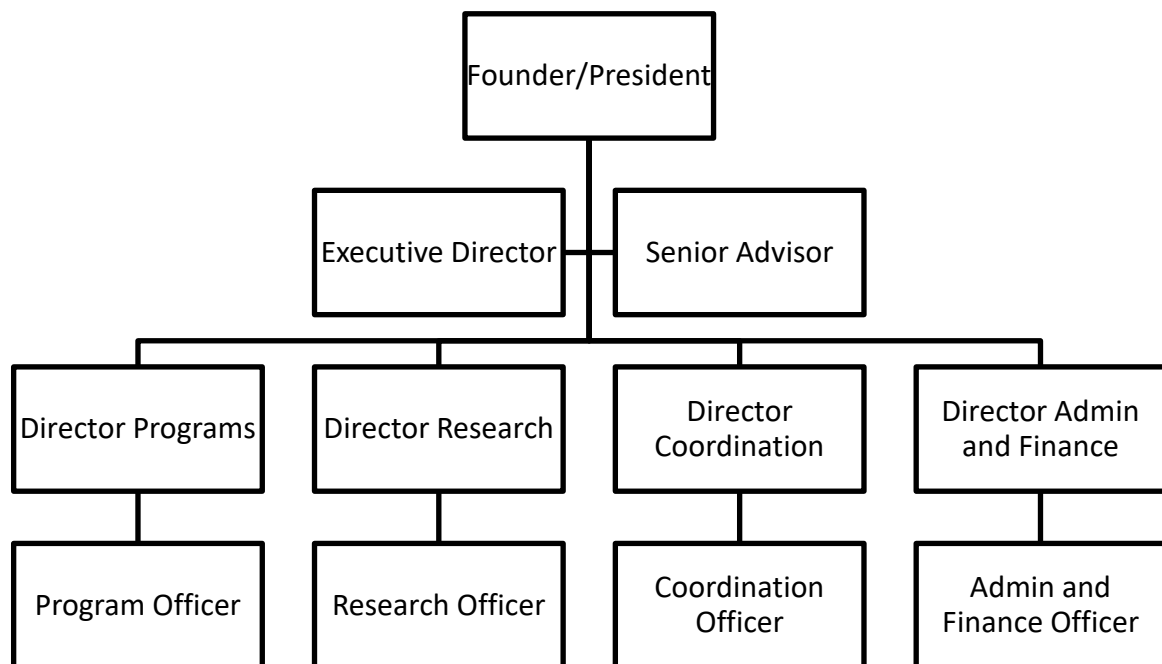 Founder/President
Executive Director
Senior Advisor
Director Programs
Director Research
Director
Coordination
Director Admin
and Finance
Program Officer
Research Officer
Coordination
Officer
Admin and
Finance Officer